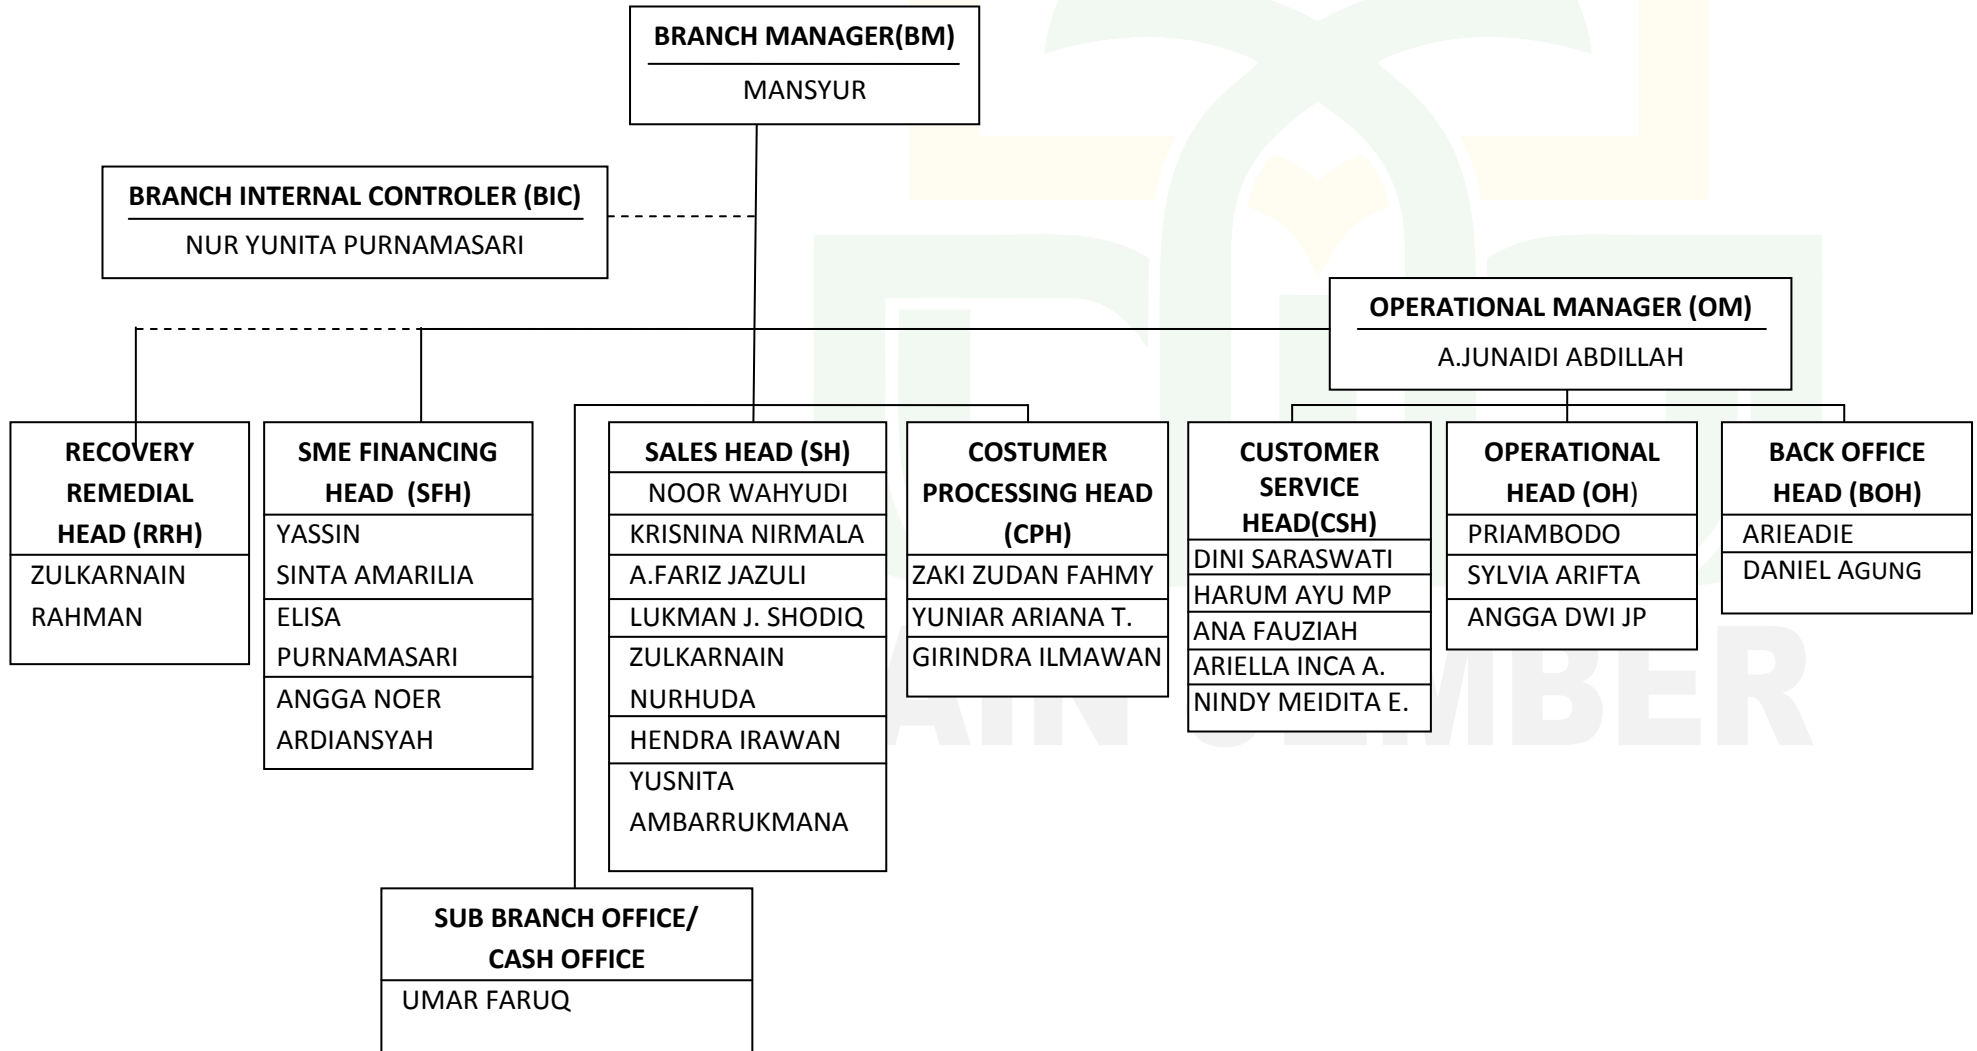 BRANCH MANAGER(BM)
MANSYUR
BRANCH INTERNAL CONTROLER (BIC)
NUR YUNITA PURNAMASARI
OPERATIONAL MANAGER (OM)
A.JUNAIDI ABDILLAH
RECOVERY
REMEDIAL
HEAD (RRH)
ZULKARNAIN
RAHMAN
SME FINANCING
HEAD (SFH)
YASSIN
SINTA AMARILIA
ELISA
PURNAMASARI
ANGGA NOER
ARDIANSYAH
SALES HEAD (SH)
NOOR WAHYUDI
KRISNINA NIRMALA
A.FARIZ JAZULI
LUKMAN J. SHODIQ
ZULKARNAIN
NURHUDA
HENDRA IRAWAN
YUSNITA
AMBARRUKMANA
COSTUMER
PROCESSING HEAD
(CPH)
ZAKI ZUDAN FAHMY
YUNIAR ARIANA T.
GIRINDRA ILMAWAN
CUSTOMER
SERVICE
HEAD(CSH)
DINI SARASWATI
HARUM AYU MP
ANA FAUZIAH
ARIELLA INCA A.
NINDY MEIDITA E.
OPERATIONAL
HEAD (OH)
PRIAMBODO
SYLVIA ARIFTA
ANGGA DWI JP
BACK OFFICE
HEAD (BOH)
ARIEADIE
DANIEL AGUNG
SUB BRANCH OFFICE/
CASH OFFICE
UMAR FARUQ